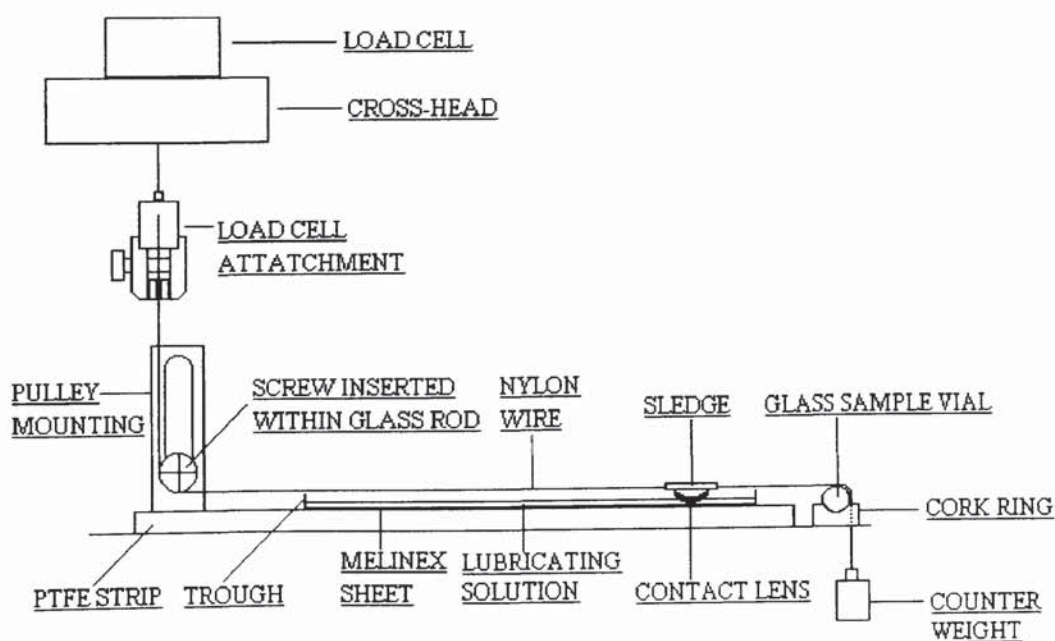 LOAD CELL
CROSS-HEAD
LOAD CELL
ATTATCHMENT
PULLEY
MOUNTING
SCREW INSERTED
WITHIN GLASS ROD
NYLON
WIRE
SLEDGE
GLASS SAMPLE VIAL
CORK RING
PTFE STRIP
TROUGH
MELINEX
SHEET
LUBRICATING
SOLUTION
CONTACT LENS
COUNTER
WEIGHT